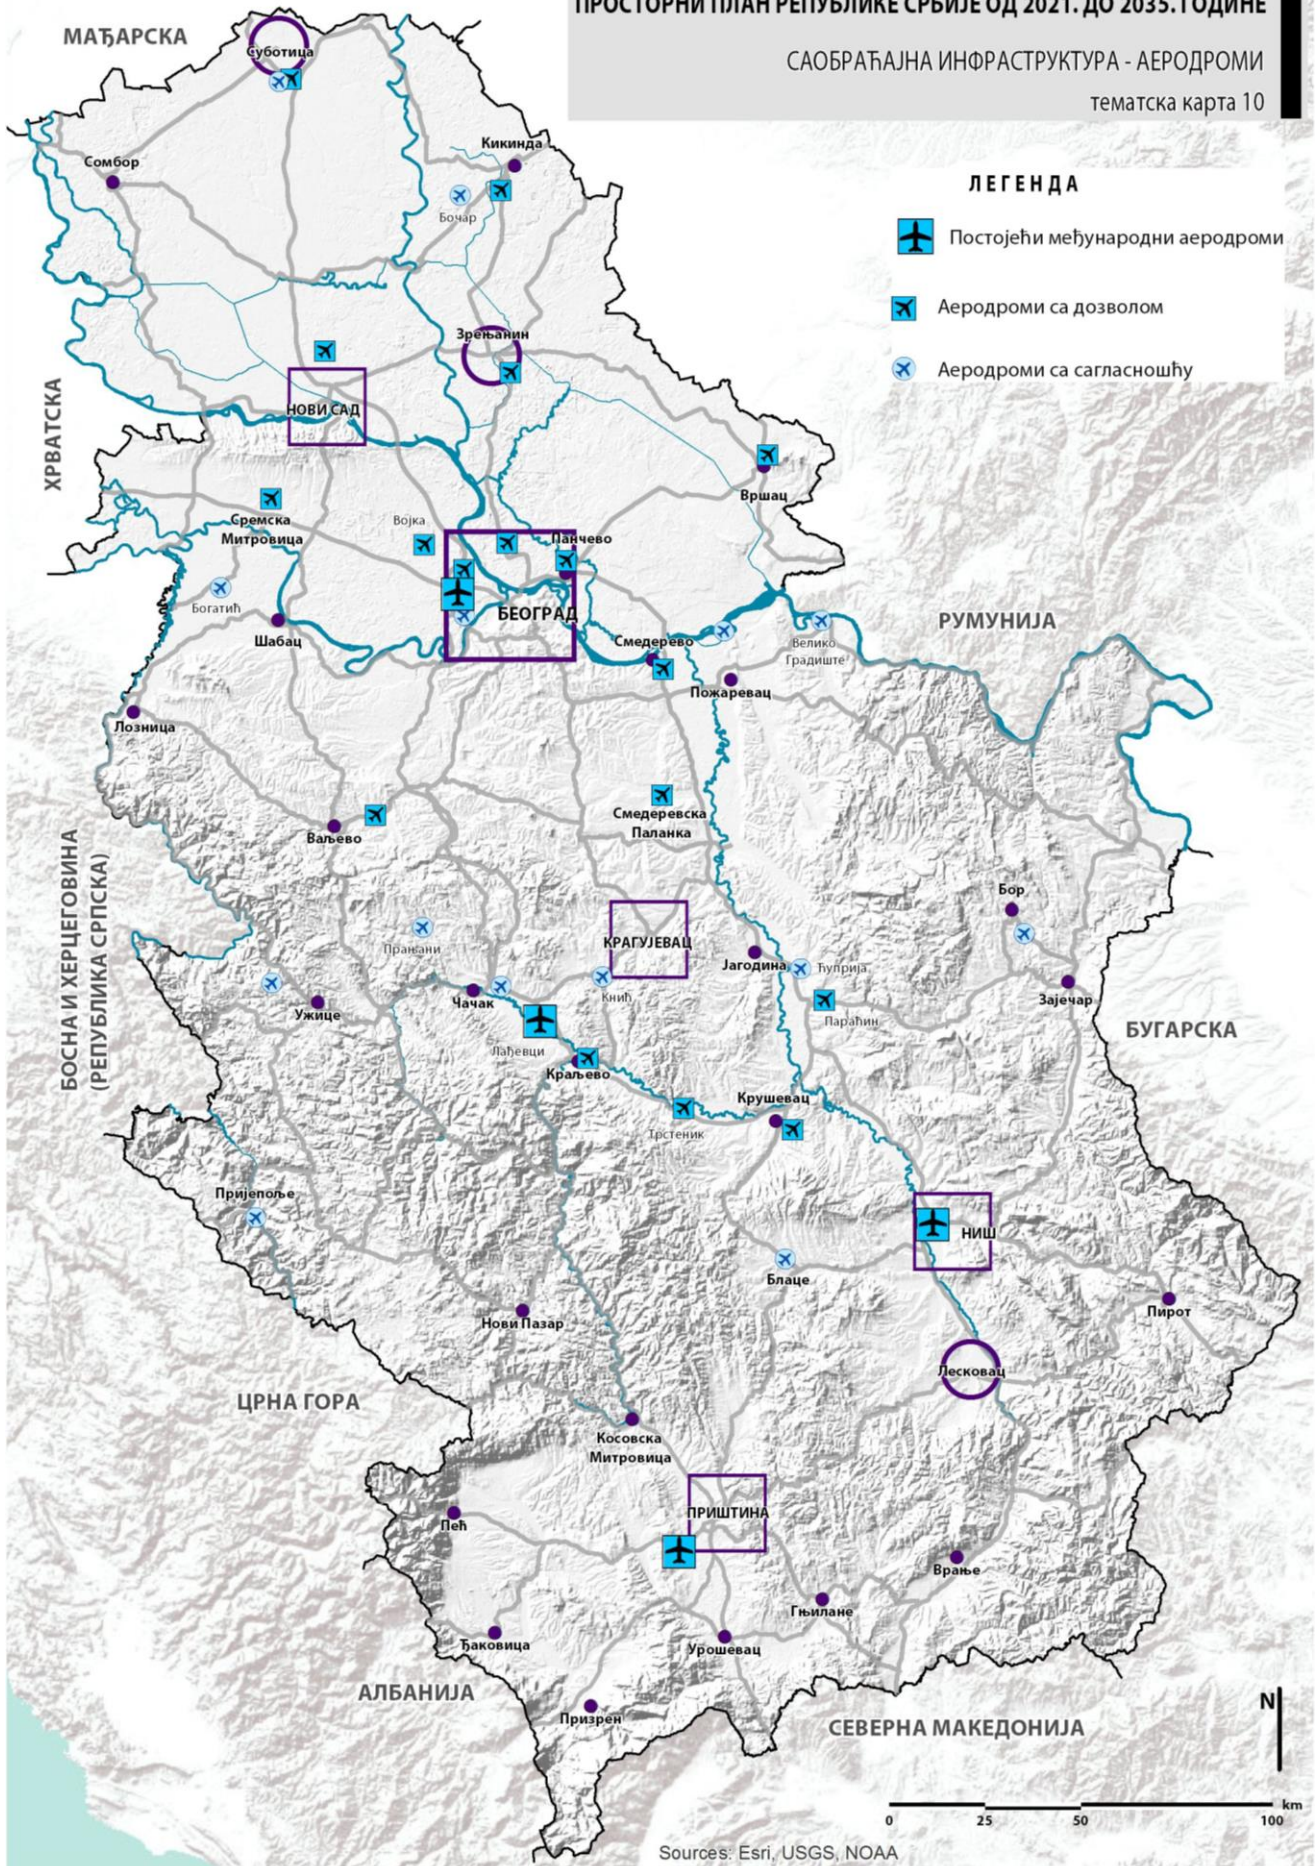 ПРОСТОРНИ ПЛАН РЕПУБЛИКЕ СРБИЈЕ ОД 2021. ДО 2035. ГОДИНЕ
САОБРАЋАЈНА ИНФРАСТРУКТУРА - АЕРОДРОМИ
тематска карта 10
ЛЕГЕНДА
Постојећи међународни аеродроми
Аеродроми са дозволом
Аеродроми са сагласношћу
МАЂАРСКА
Суботица
Кикинда
Сомбор
Бочар
Зрењанин
ХРВАТСКА
НОВИ САД
Вршац
Сремска
Митровица
Војка
Панчево
Богатић
БЕОГРАД
Шабац
Смедерево
Велико
Градиште
РУМУНИЈА
Пожаревац
Лозница
Смедеревска
Паланка
Ваљево
БОСНА И ХЕРЦЕГОВИНА
(РЕПУБЛИКА СРПСКА)
Бор
Прањани
КРАГУЈЕВАЦ
Јагодина
Ћуприја
Чачак
Кнић
Зајечар
Ужице
Параћин
БУГАРСКА
Лађевци
Краљево
Крушевац
Трстеник
Пријепоље
НИШ
Блаце
Нови Пазар
Пирот
Лесковац
ЦРНА ГОРА
Косовска
Митровица
ПРИШТИНА
Пећ
Врање
Гњилане
Ђаковица
Урошевац
АЛБАНИЈА
Призрен
СЕВЕРНА МАКЕДОНИЈА
N
km
0 25 50 100
Sources: Esri, USGS, NOAA